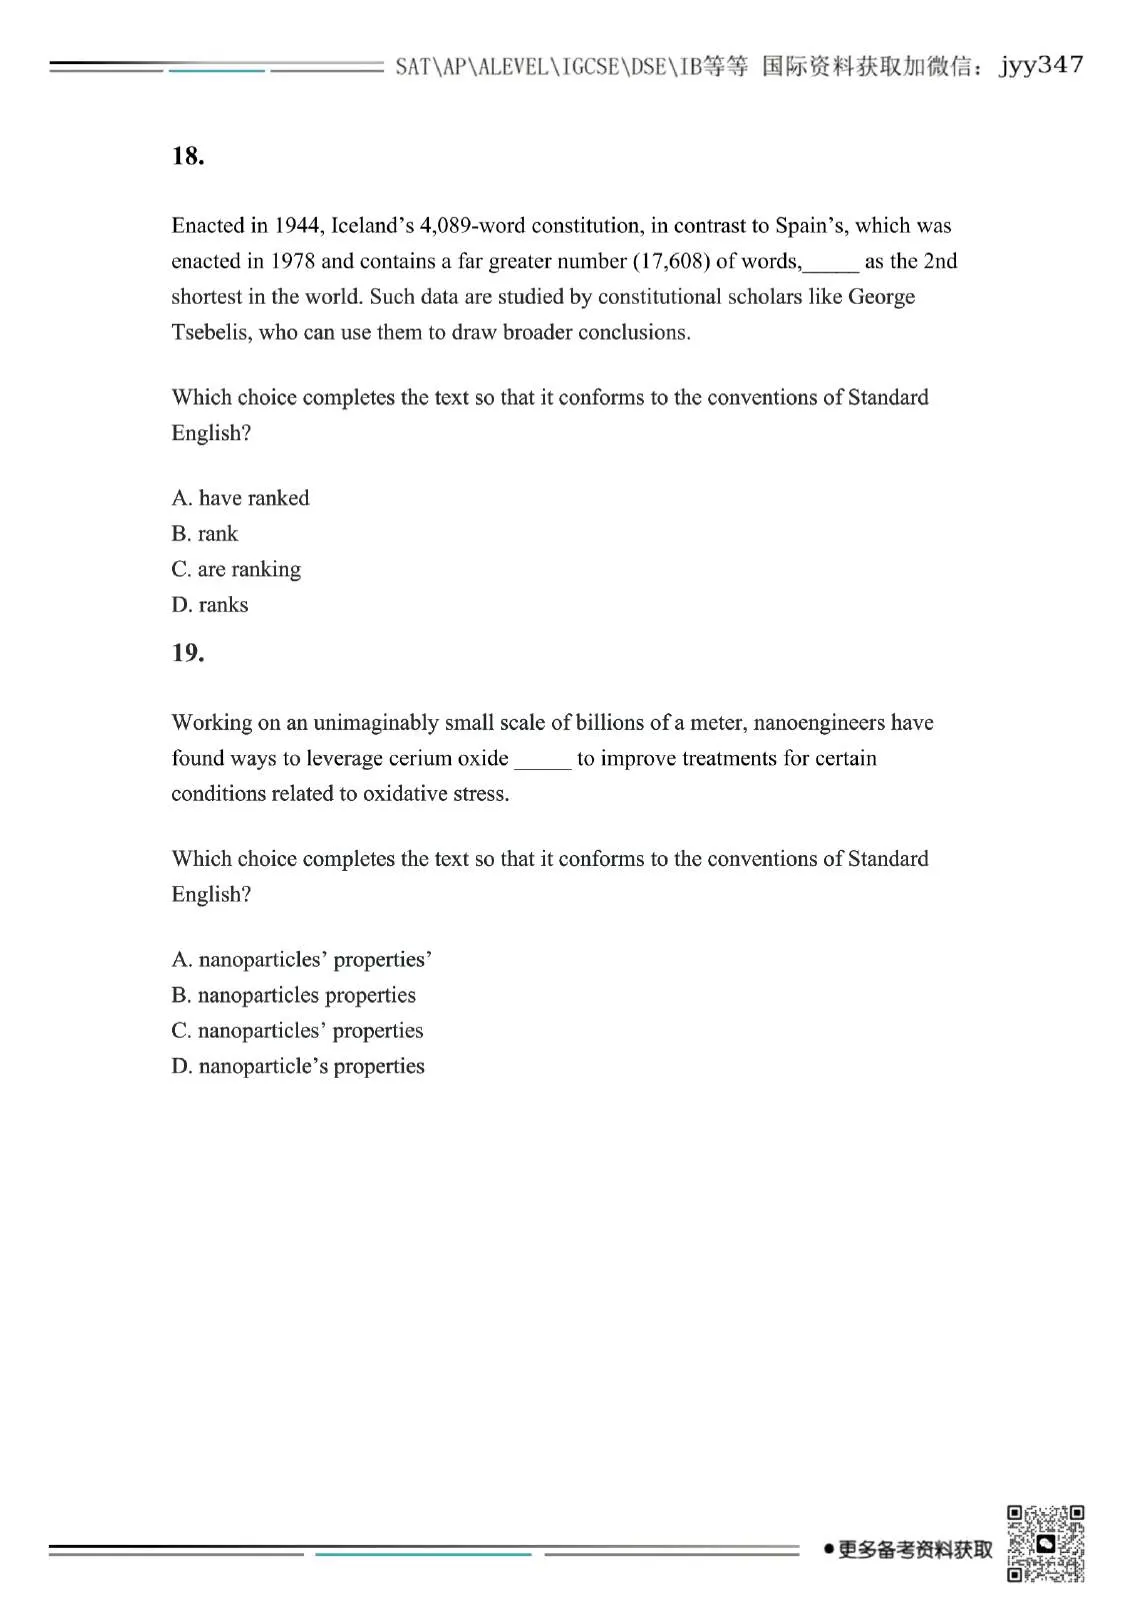 SAT\AP\ALEVEL\IGCSE\DSE\IB等等 国际资料获取加微信：jyy347
18.
Enacted in 1944, Iceland’s 4,089-word constitution, in contrast to Spain’s, which was
enacted in 1978 and contains a far greater number (17,608) of words,_____ as the 2nd
shortest in the world. Such data are studied by constitutional scholars like George
Tsebelis, who can use them to draw broader conclusions.
Which choice completes the text so that it conforms to the conventions of Standard
English?
A. have ranked
B. rank
C. are ranking
D. ranks
19.
Working on an unimaginably small scale of billions of a meter, nanoengineers have
found ways to leverage cerium oxide _____ to improve treatments for certain
conditions related to oxidative stress.
Which choice completes the text so that it conforms to the conventions of Standard
English?
A. nanoparticles’ properties’
B. nanoparticles properties
C. nanoparticles’ properties
D. nanoparticle’s properties
●更多备考资料获取